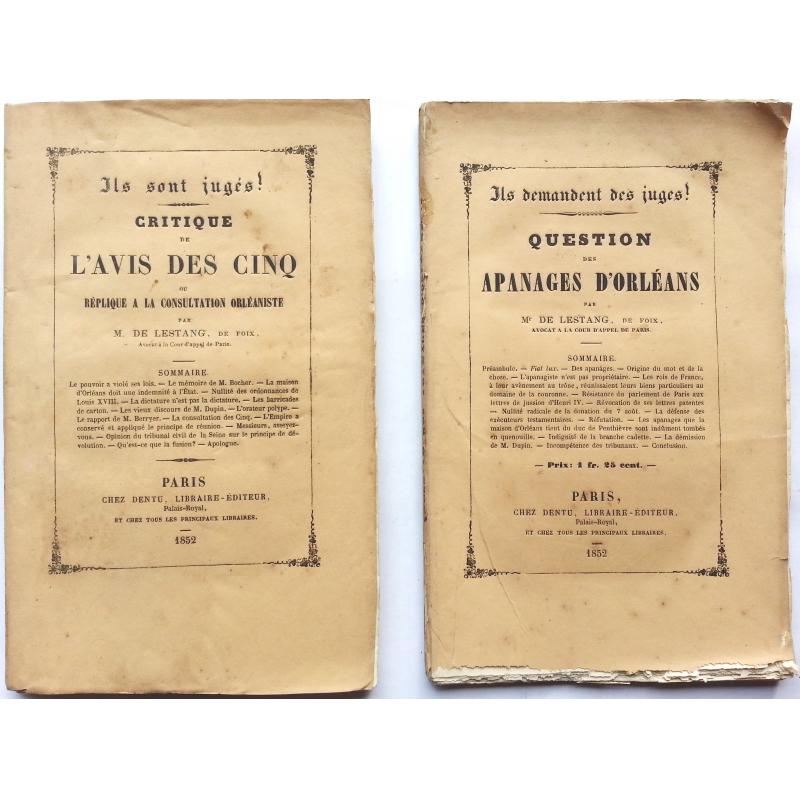 Ils sont jugés!
CRITIQUE
DE
L'AVIS DES CINQ
OU
RÉPLIQUE A LA CONSULTATION ORLÉANISTE
PAR
M. DE LESTANG, DE FOIX,
Avocat à la Cour d'appel de Paris.
SOMMAIRE.
Le pouvoir a violé ses lois. — Le mémoire de M. Bocher. — La maison
d'Orléans doit une indemnité à l'État. — Nullité des ordonnances de
Louis XVIII. — La dictature n'est pas la dictature. — Les barricades
de carton. — Les vieux discours de M. Dupin. — L'orateur polype. —
Le rapport de M. Berryer. — La consultation des Cinq. — L'Empire a
conservé et appliqué le principe de réunion. — Messieurs, asseyez-
vous. — Opinion du tribunal civil de la Seine sur le principe de dé-
volution. — Qu'est-ce que la fusion? — Apologue.
PARIS
CHEZ DENTU, LIBRAIRE-ÉDITEUR,
Palais-Royal,
ET CHEZ TOUS LES PRINCIPAUX LIBRAIRES.
1852
Ils demandent des juges!
QUESTION
DES
APANAGES D'ORLÉANS
PAR
Me DE LESTANG, DE FOIX,
AVOCAT A LA COUR D'APPEL DE PARIS.
SOMMAIRE.
Préambule. — Fiat lux. — Des apanages. — Origine du mot et de la
chose. — L'apanagiste n'est pas propriétaire. — Les rois de France,
à leur avènement au trône, réunissaient leurs biens particuliers au
domaine de la couronne. — Résistance du parlement de Paris aux
lettres de jussion d'Henri IV. — Révocation de ses lettres patentes
— Nullité radicale de la donation du 7 août. — La défense des
exécuteurs testamentaires. — Réfutation. — Les apanages que la
maison d'Orléans tient du duc de Penthièvre sont indûment tombés
en quenouille. — Indignité de la branche cadette. — La démission
de M. Dupin. — Incompétence des tribunaux. — Conclusion.
— Prix: 1 fr. 25 cent. —
PARIS,
CHEZ DENTU, LIBRAIRE-ÉDITEUR,
Palais-Royal,
ET CHEZ TOUS LES PRINCIPAUX LIBRAIRES.
1852